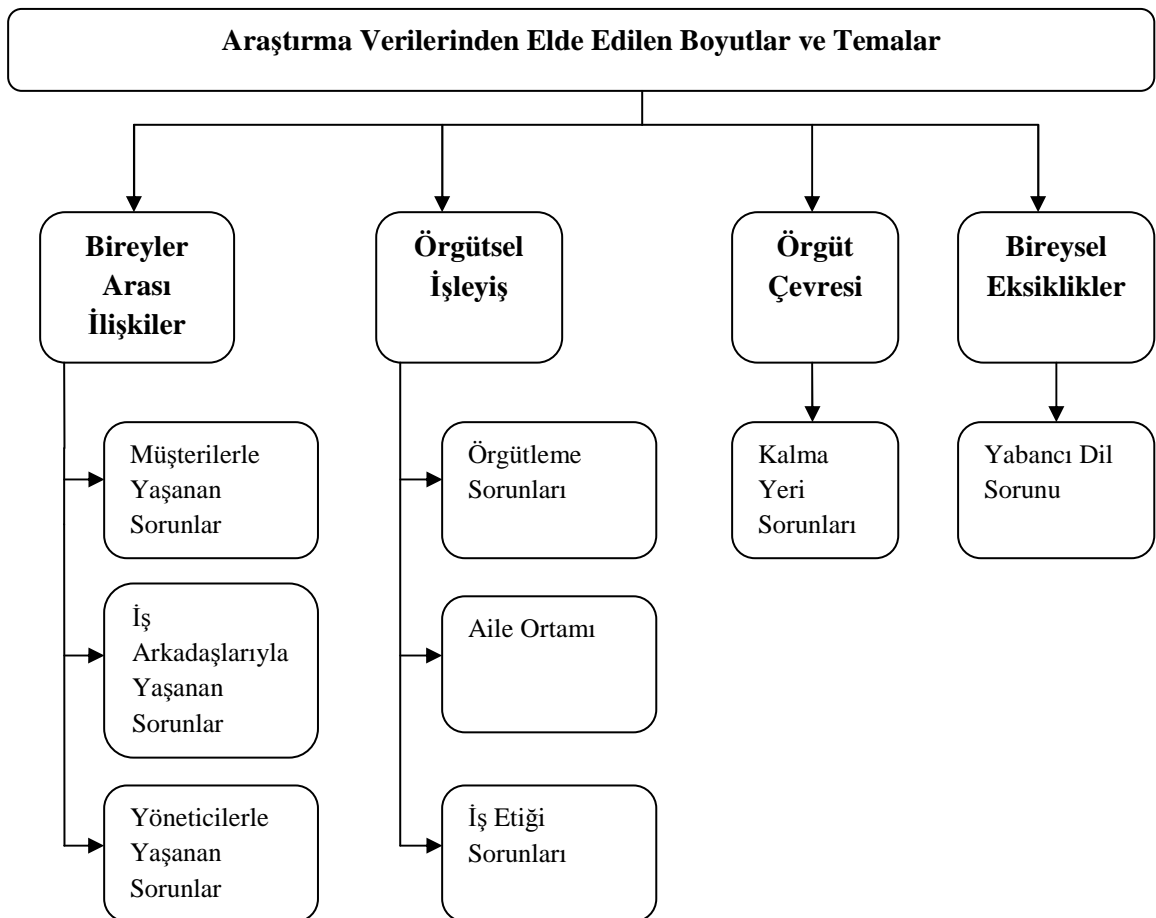 Araştırma Verilerinden Elde Edilen Boyutlar ve Temalar
Bireyler
Arası
İlişkiler
Örgütsel
İşleyiş
Örgüt
Çevresi
Bireysel
Eksiklikler
Müşterilerle
Yaşanan
Sorunlar
Örgütleme
Sorunları
Kalma
Yeri
Sorunları
Yabancı Dil
Sorunu
İş
Arkadaşlarıyla
Yaşanan
Sorunlar
Aile Ortamı
Yöneticilerle
Yaşanan
Sorunlar
İş Etiği
Sorunları